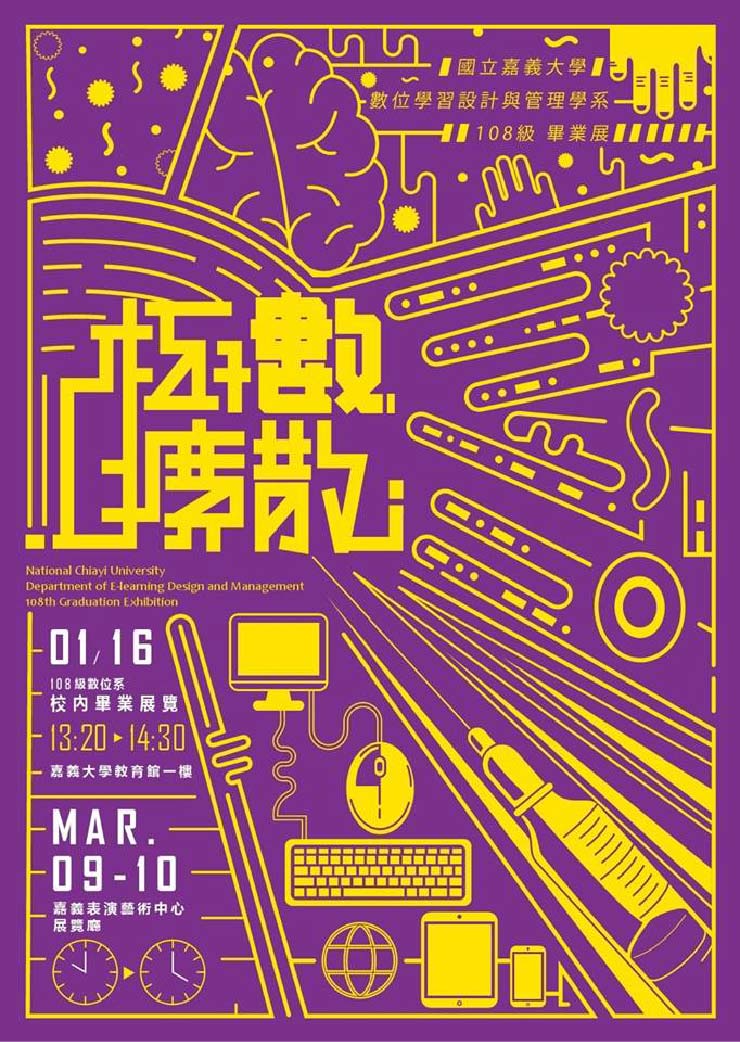 國立嘉義大學
數位學習設計與管理學系
108級 畢業展
數
散
National Chiayi University
Department of E-learning Design and Management
108th Graduation Exhibition
01/16
108級數位系
校內畢業展覽
13:20▸14:30
嘉義大學教育館一樓
MAR.
09-10
嘉義表演藝術中心
展覽廳